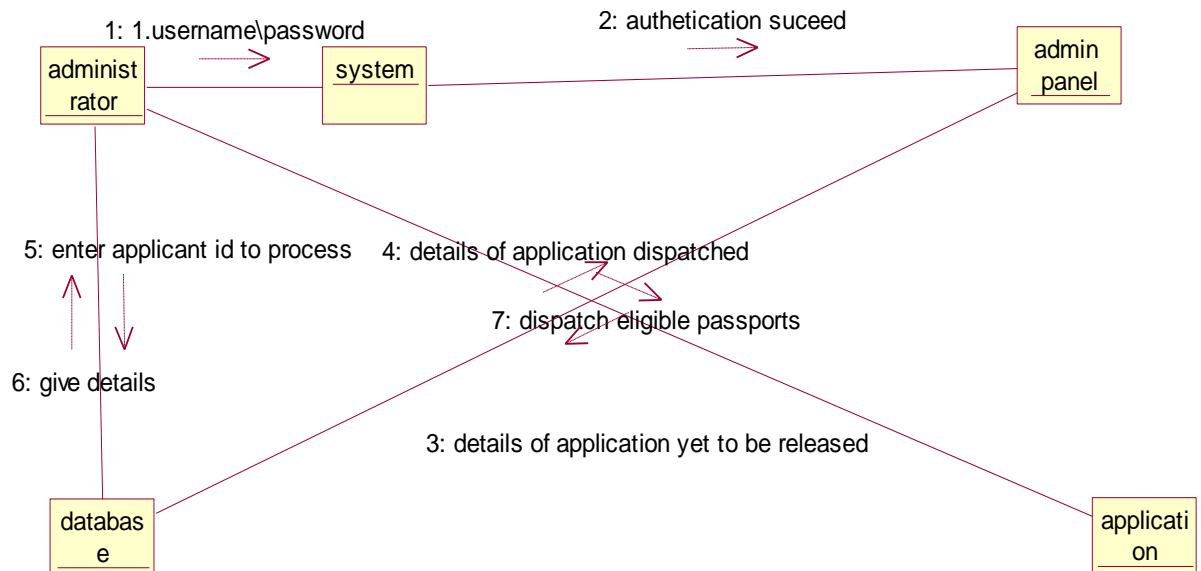 1: 1.username\password
2: authetication suceed
administ
rator
system
admin
panel
5: enter applicant id to process
4: details of application dispatched
7: dispatch eligible passports
6: give details
3: details of application yet to be released
databas
e
applicati
on